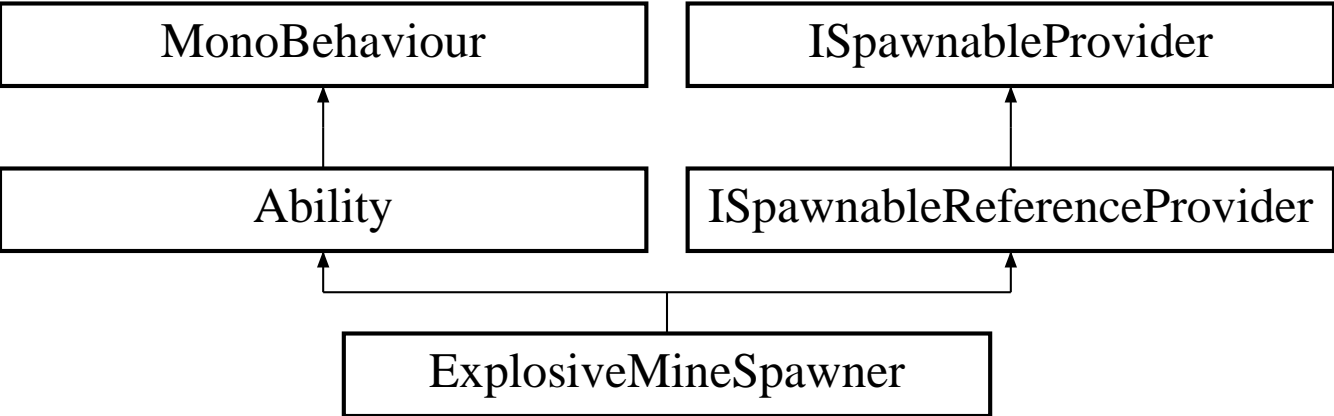 MonoBehaviour
ISpawnableProvider
Ability
ISpawnableReferenceProvider
ExplosiveMineSpawner